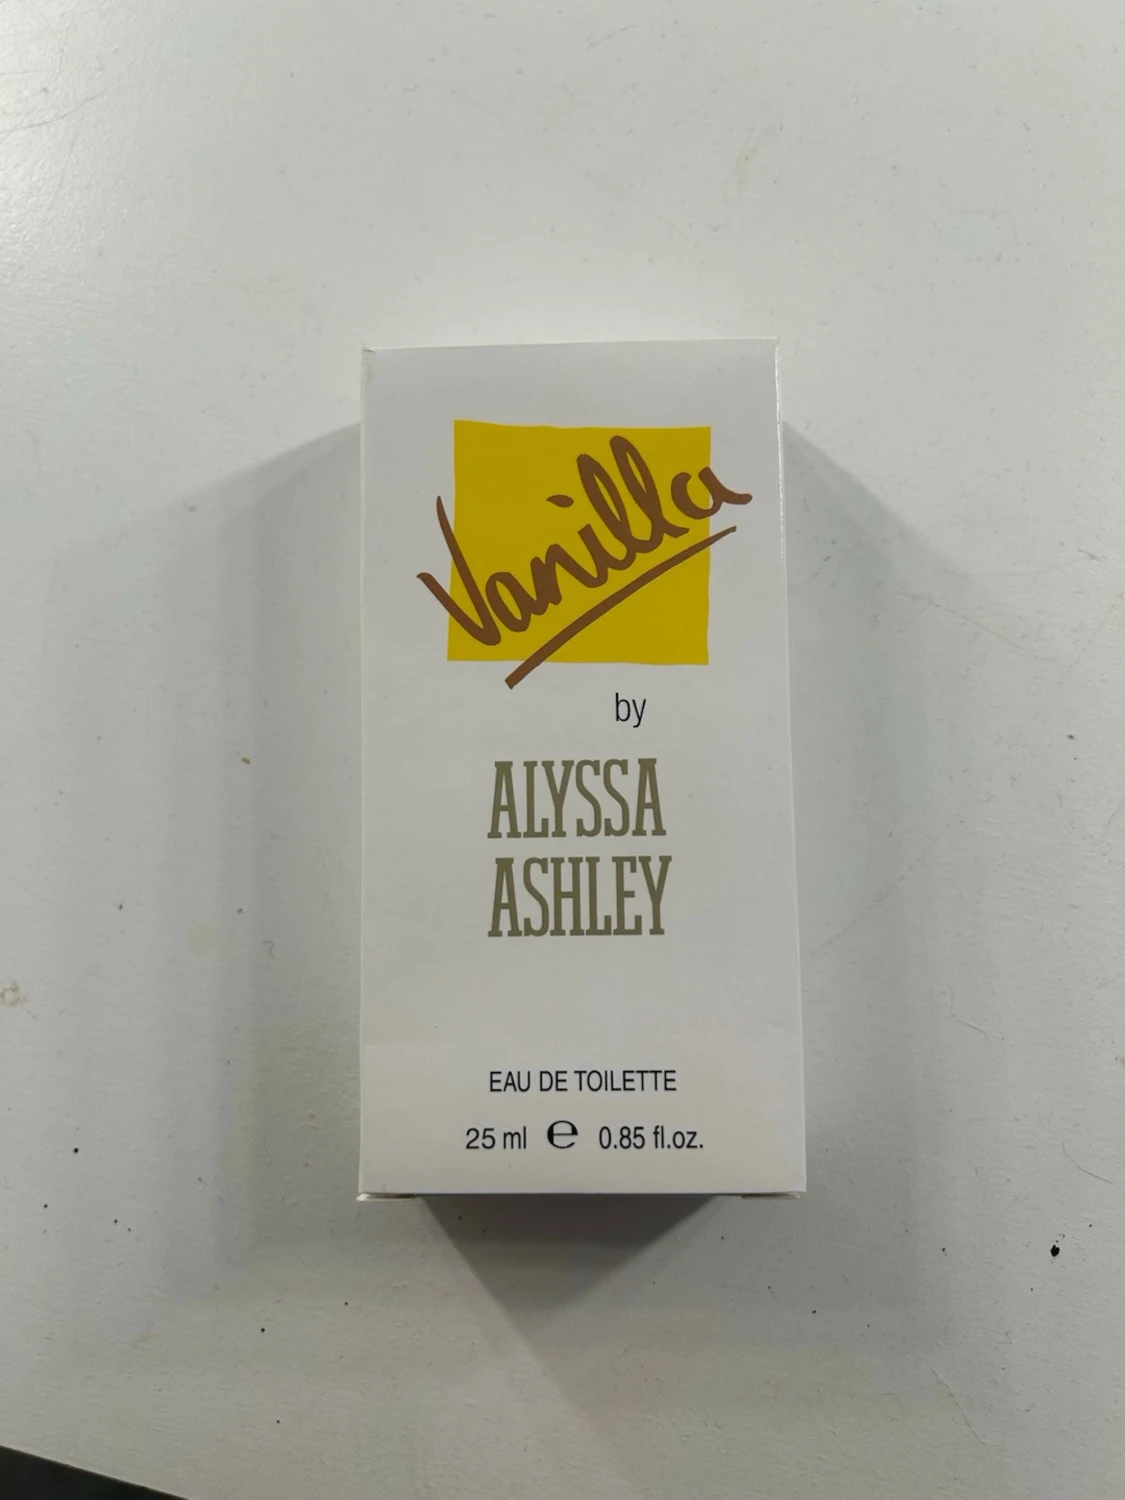 Vanilla
by
ALYSSA
ASHLEY
EAU DE TOILETTE
25 ml ℮ 0.85 fl.oz.